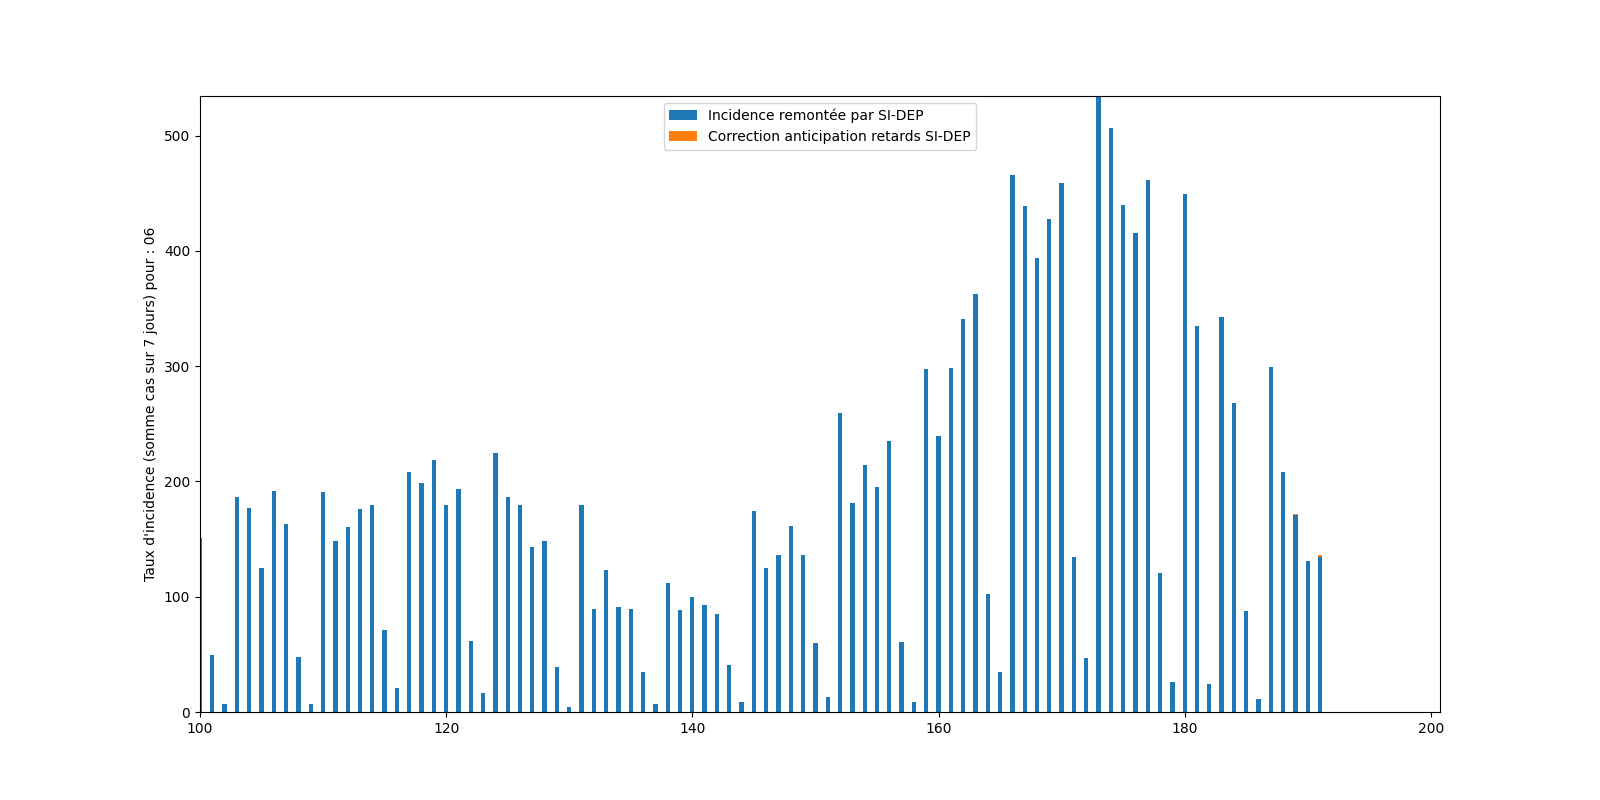 Incidence remontée par SI-DEP
Correction anticipation retards SI-DEP
Taux d'incidence (somme cas sur 7 jours) pour : 06
500
400
300
200
100
0
100 120 140 160 180 200